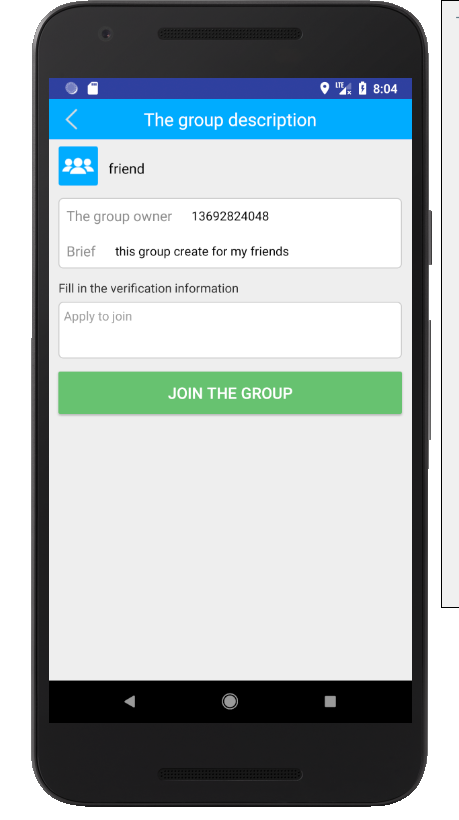 LTE 8:04
The group description
friend
The group owner 13692824048
Brief this group create for my friends
Fill in the verification information
Apply to join
JOIN THE GROUP